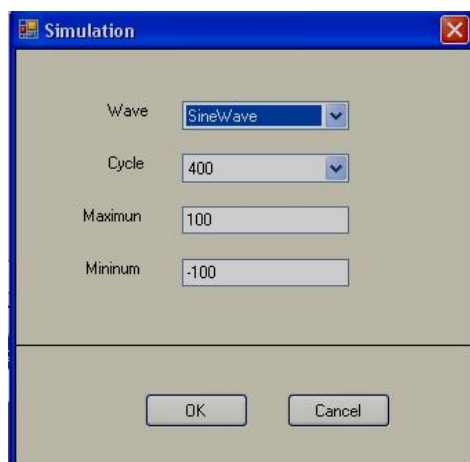 Simulation
Wave SineWave
Cycle 400
Maximun 100
Mininum -100
OK Cancel